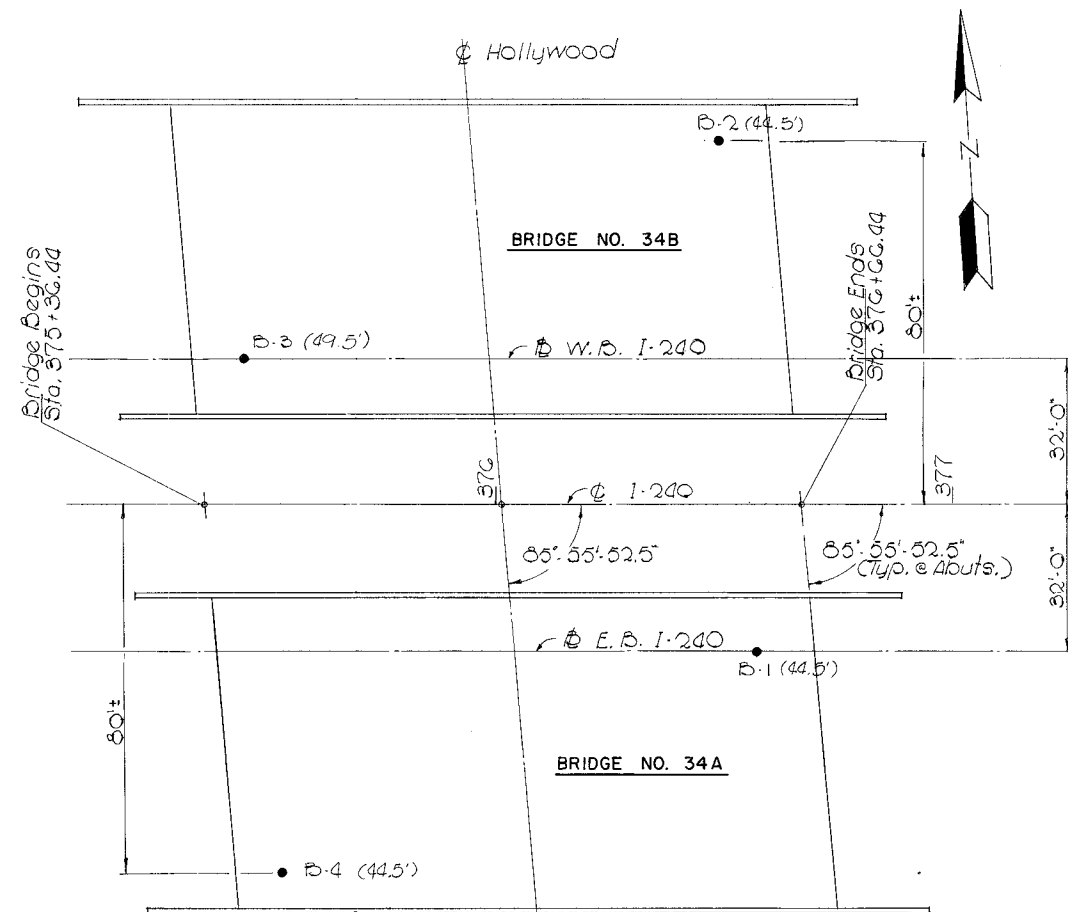 ℄ Hollywood
B-2 (44.5')
N
BRIDGE NO. 34B
Bridge Begins
Sta. 375+36.44
Bridge Ends
Sta. 376+66.44
80'±
B-3 (49.5')
℄ W.B. I-240
32'-0"
376
℄ I-240
377
85°-55'-52.5"
85°-55'-52.5"
(Typ. @ Abuts.)
32'-0"
℄ E.B. I-240
B-1 (44.5')
80'±
BRIDGE NO. 34A
B-4 (44.5')